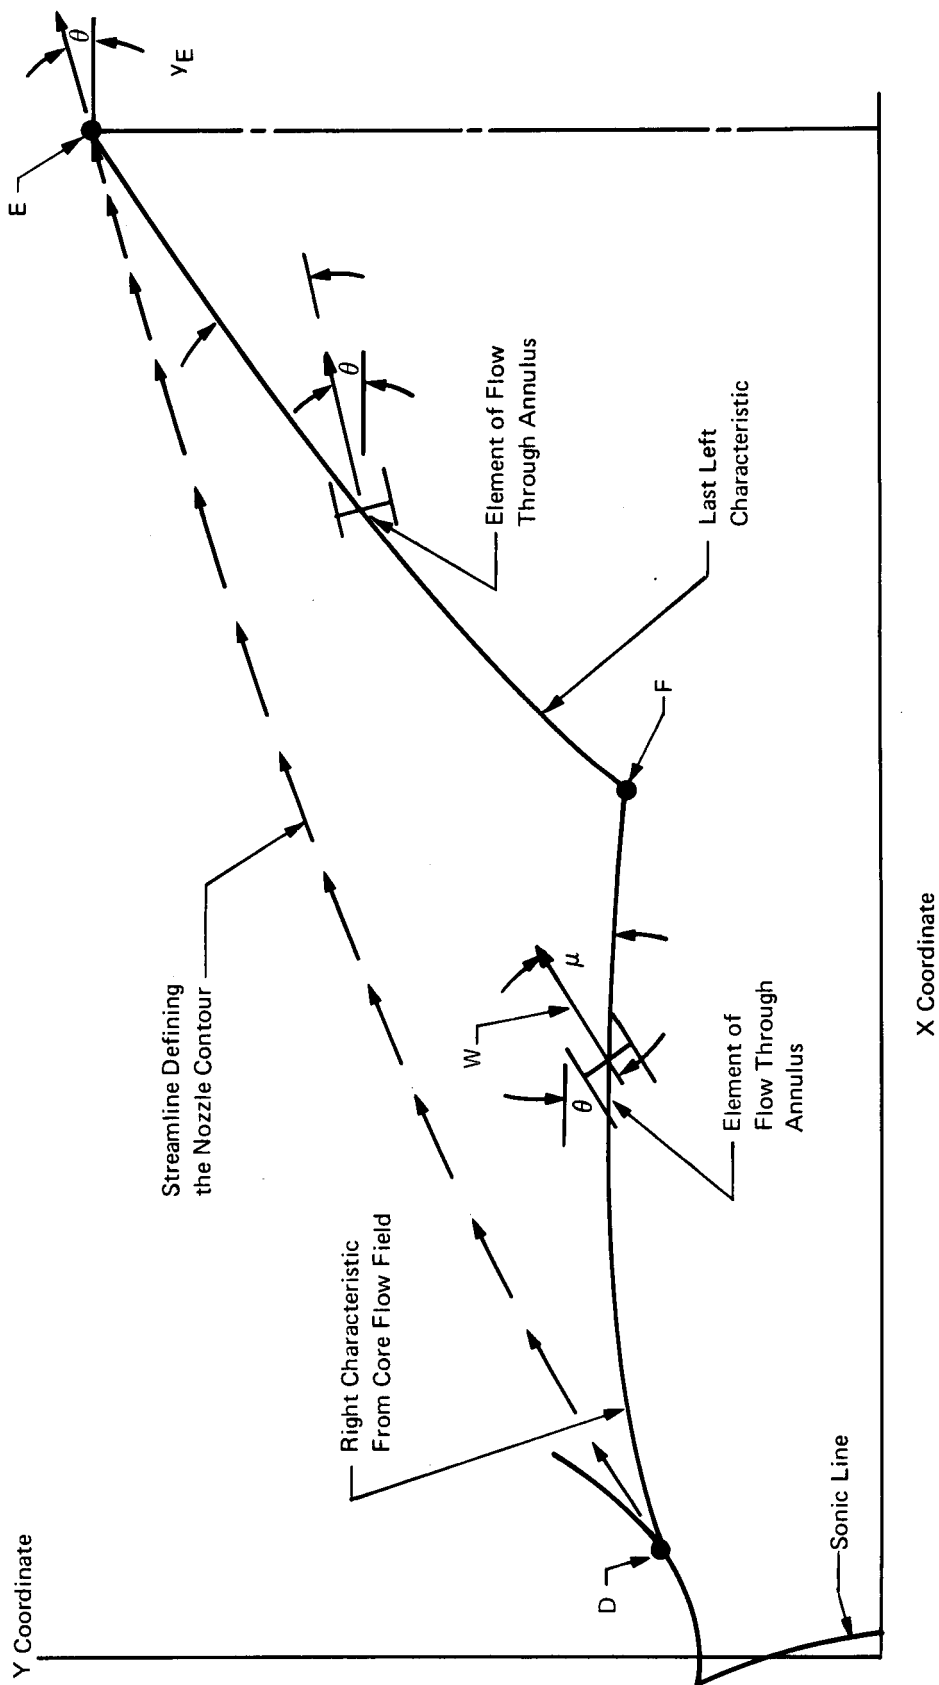 Y Coordinate
E
θ
yE
Streamline Defining
the Nozzle Contour
θ
Element of Flow
Through Annulus
Right Characteristic
From Core Flow Field
W
μ
θ
Last Left
Characteristic
F
D
Element of
Flow Through
Annulus
Sonic Line
X Coordinate